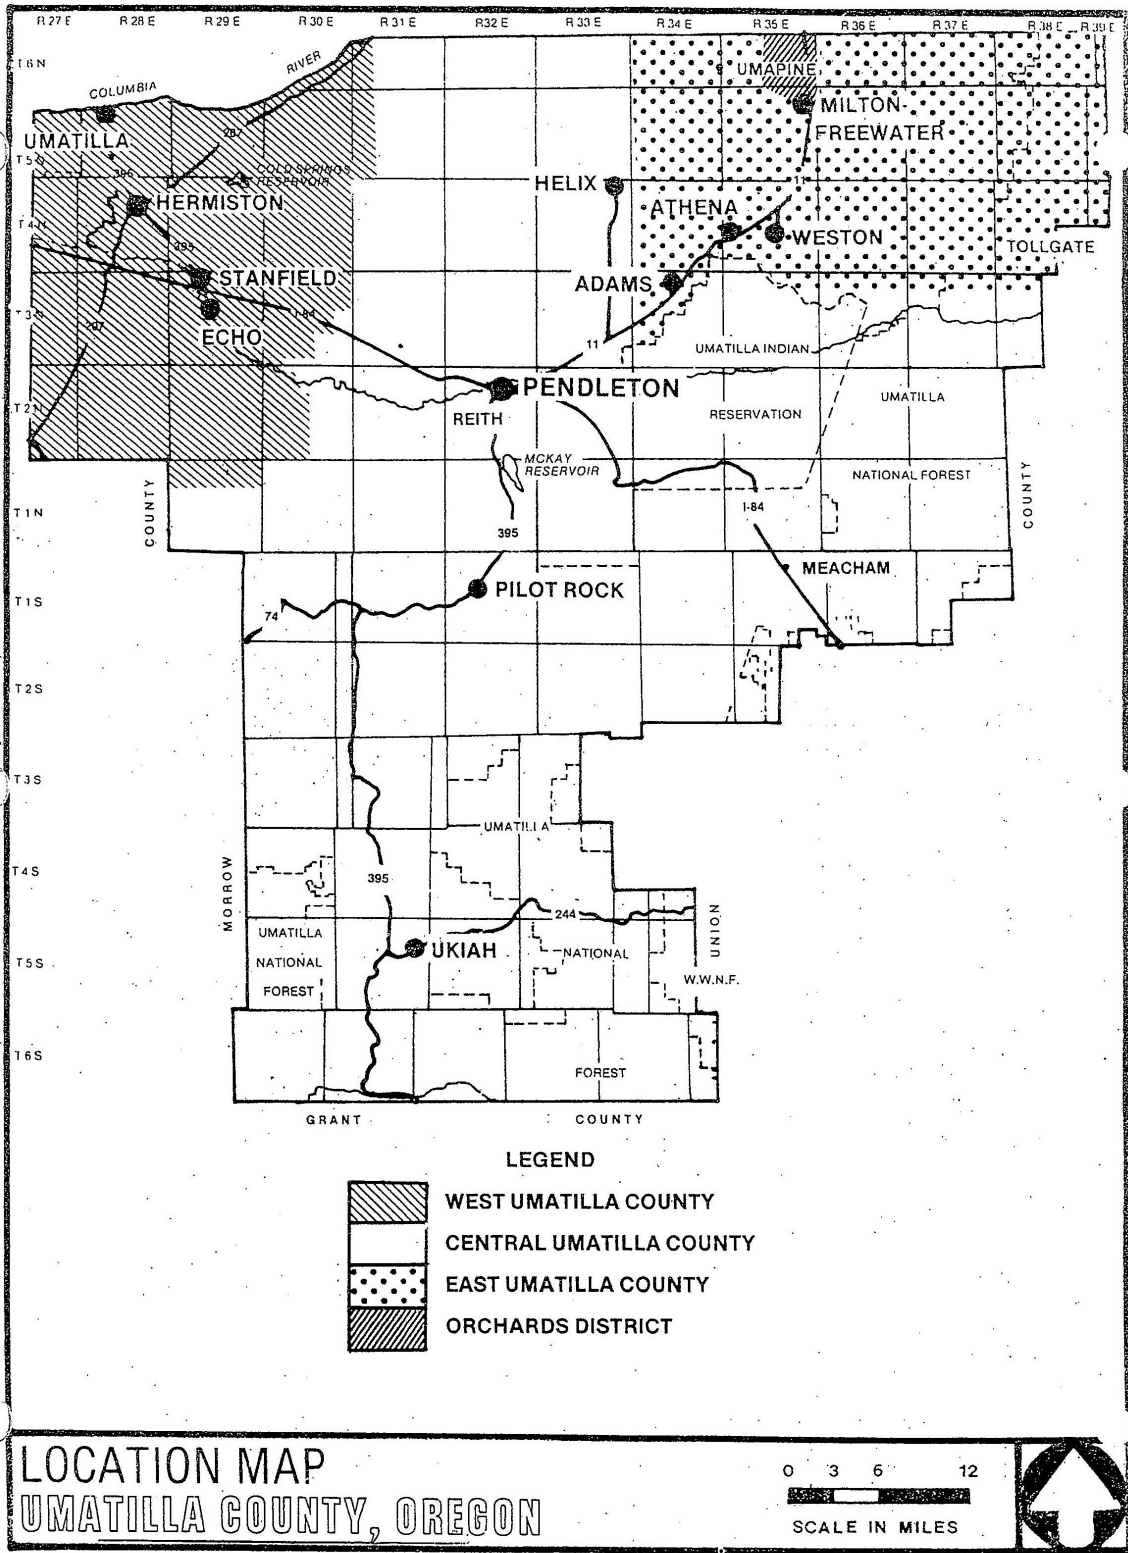 R 27 E R 28 E R 29 E R 30 E R 31 E R 32 E R 33 E R 34 E R 35 E R 36 E R 37 E R 38 E R 39 E
T6N
COLUMBIA
RIVER
UMAPINE
MILTON-
FREEWATER
UMATILLA
207
T5N
395
COLD SPRINGS
RESERVOIR
11
HELIX
HERMISTON
ATHENA
T4N
395
WESTON
TOLLGATE
STANFIELD
ADAMS
T3N
207
I-84
ECHO
11
UMATILLA INDIAN
RESERVATION
PENDLETON
T2N
REITH
UMATILLA
NATIONAL FOREST
MCKAY
RESERVOIR
COUNTY
COUNTY
T1N
395
I-84
MEACHAM
T1S
74
PILOT ROCK
T2S
T3S
UMATILLA
T4S
MORROW
395
244
UNION
UMATILLA
NATIONAL
FOREST
UKIAH
NATIONAL
T5S
W.W.N.F.
T6S
FOREST
GRANT COUNTY
LEGEND
WEST UMATILLA COUNTY
CENTRAL UMATILLA COUNTY
EAST UMATILLA COUNTY
ORCHARDS DISTRICT
LOCATION MAP
UMATILLA COUNTY, OREGON
0 3 6 12
SCALE IN MILES